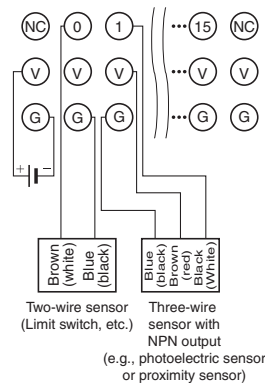 NC 0 1 ••• 15 NC
V V V ••• V V
G G G ••• G G
+ −
Brown
(white)
Blue
(black)
Blue
(black)
Brown
(red)
Black
(White)
Two-wire sensor
(Limit switch, etc.)
Three-wire
sensor with
NPN output
(e.g., photoelectric sensor
or proximity sensor)